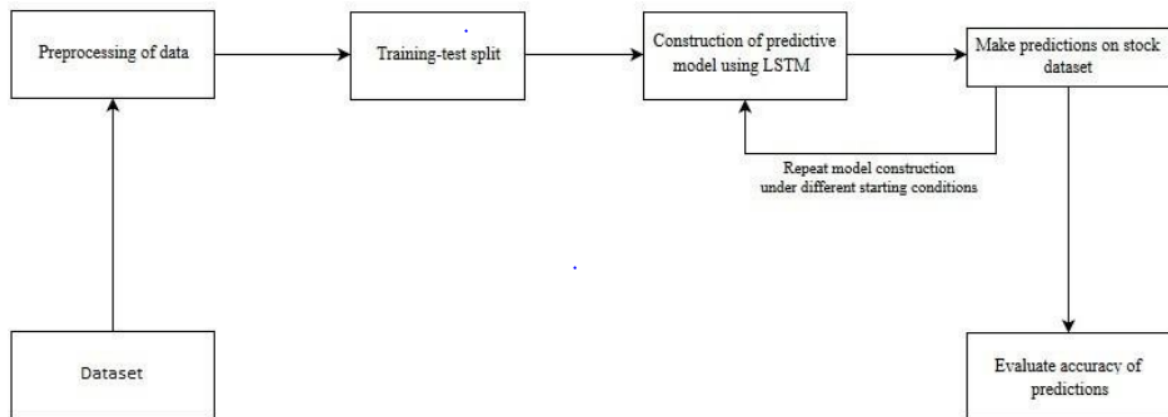 Preprocessing of data
Training-test split
Construction of predictive
model using LSTM
Make predictions on stock
dataset
Repeat model construction
under different starting conditions
Dataset
Evaluate accuracy of
predictions